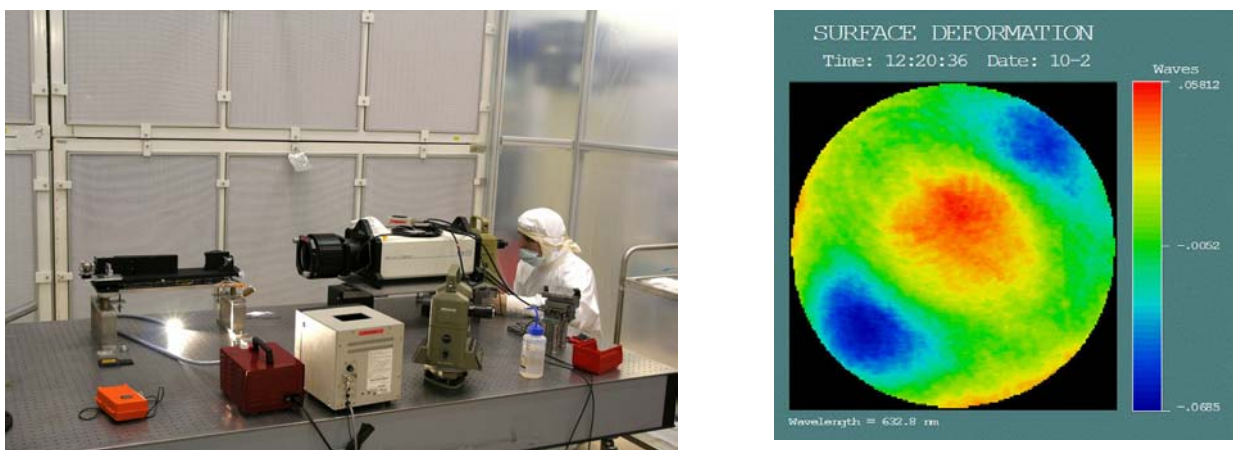 SURFACE DEFORMATION
Time: 12:20:36 Date: 10-2
Waves
.05812
-.0052
-.0685
Wavelength = 632.8 nm